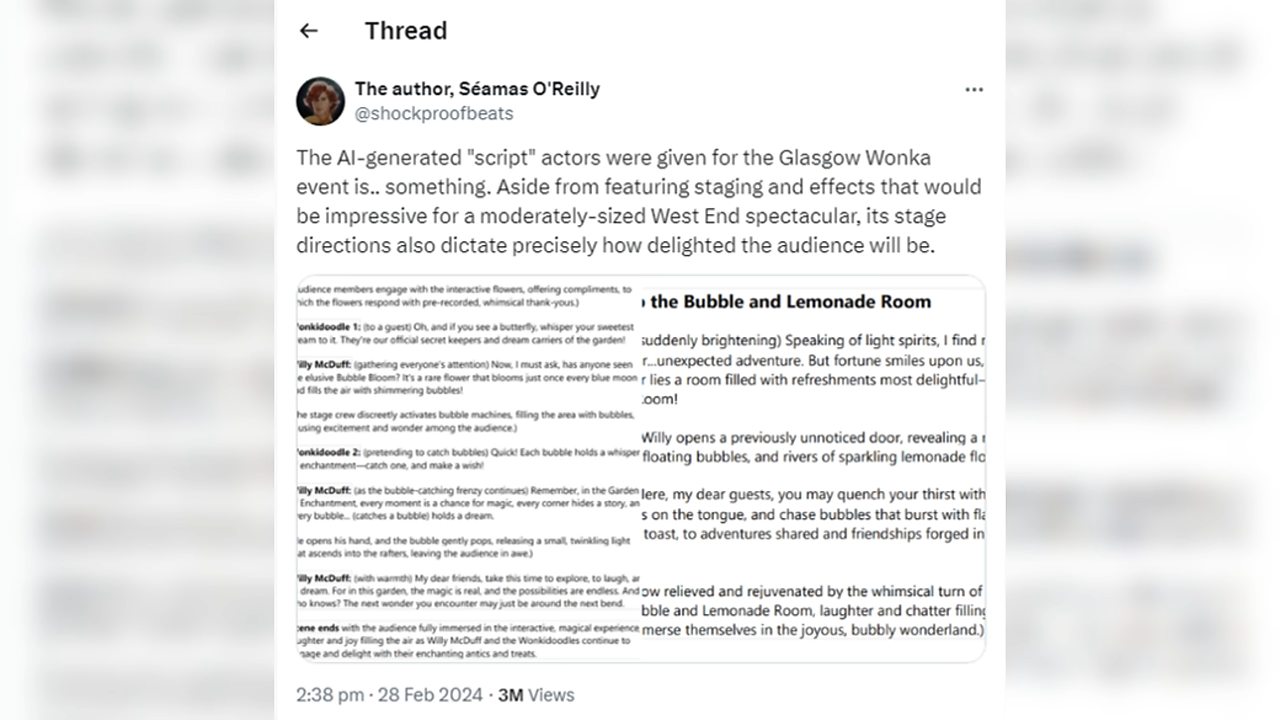 Thread
The author, Séamas O'Reilly
@shockproofbeats
The AI-generated "script" actors were given for the Glasgow Wonka
event is.. something. Aside from featuring staging and effects that would
be impressive for a moderately-sized West End spectacular, its stage
directions also dictate precisely how delighted the audience will be.
udience members engage with the interactive flowers, offering compliments, to
hich the flowers respond with pre-recorded, whimsical thank-yous.)
onkidoodle 1: (to a guest) Oh, and if you see a butterfly, whisper your sweetest
eam to it. They're our official secret keepers and dream carriers of the garden!
illy McDuff: (gathering everyone's attention) Now, I must ask, has anyone seen
e elusive Bubble Bloom? It's a rare flower that blooms just once every blue moon
d fills the air with shimmering bubbles!
he stage crew discreetly activates bubble machines, filling the area with bubbles,
using excitement and wonder among the audience.)
onkidoodle 2: (pretending to catch bubbles) Quick! Each bubble holds a whisper
enchantment—catch one, and make a wish!
illy McDuff: (as the bubble-catching frenzy continues) Remember, in the Garden
Enchantment, every moment is a chance for magic, every corner hides a story, an
ery bubble... (catches a bubble) holds a dream.
e opens his hand, and the bubble gently pops, releasing a small, twinkling light
at ascends into the rafters, leaving the audience in awe.)
illy McDuff: (with warmth) My dear friends, take this time to explore, to laugh, ar
dream. For in this garden, the magic is real, and the possibilities are endless. And
ho knows? The next wonder you encounter may just be around the next bend.
ene ends with the audience fully immersed in the interactive, magical experience
ughter and joy filling the air as Willy McDuff and the Wonkidoodles continue to
gage and delight with their enchanting antics and treats.
the Bubble and Lemonade Room
suddenly brightening) Speaking of light spirits, I find
r...unexpected adventure. But fortune smiles upon us,
r lies a room filled with refreshments most delightful–
oom!
Willy opens a previously unnoticed door, revealing a
floating bubbles, and rivers of sparkling lemonade flo
lere, my dear guests, you may quench your thirst with
s on the tongue, and chase bubbles that burst with fla
toast, to adventures shared and friendships forged in
ow relieved and rejuvenated by the whimsical turn of
bble and Lemonade Room, laughter and chatter filling
merse themselves in the joyous, bubbly wonderland.)
2:38 pm · 28 Feb 2024 · 3M Views